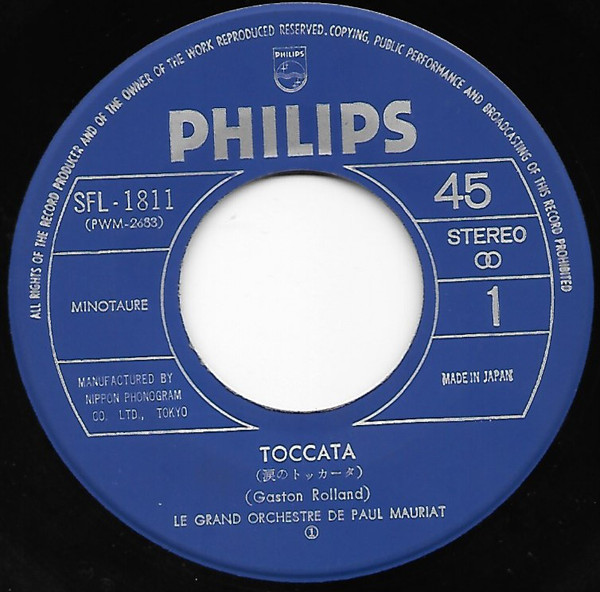 ALL RIGHTS OF THE RECORD PRODUCER AND OF THE OWNER OF THE WORK REPRODUCED RESERVED. COPYING, PUBLIC PERFORMANCE AND BROADCASTING OF THIS RECORD PROHIBITED
PHILIPS
PHILIPS
SFL-1811
(PWM-2683)
45
STEREO
MINOTAURE
1
MANUFACTURED BY
NIPPON PHONOGRAM
CO. LTD., TOKYO
MADE IN JAPAN
TOCCATA
(涙のトッカータ)
(Gaston Rolland)
LE GRAND ORCHESTRE DE PAUL MAURIAT
①